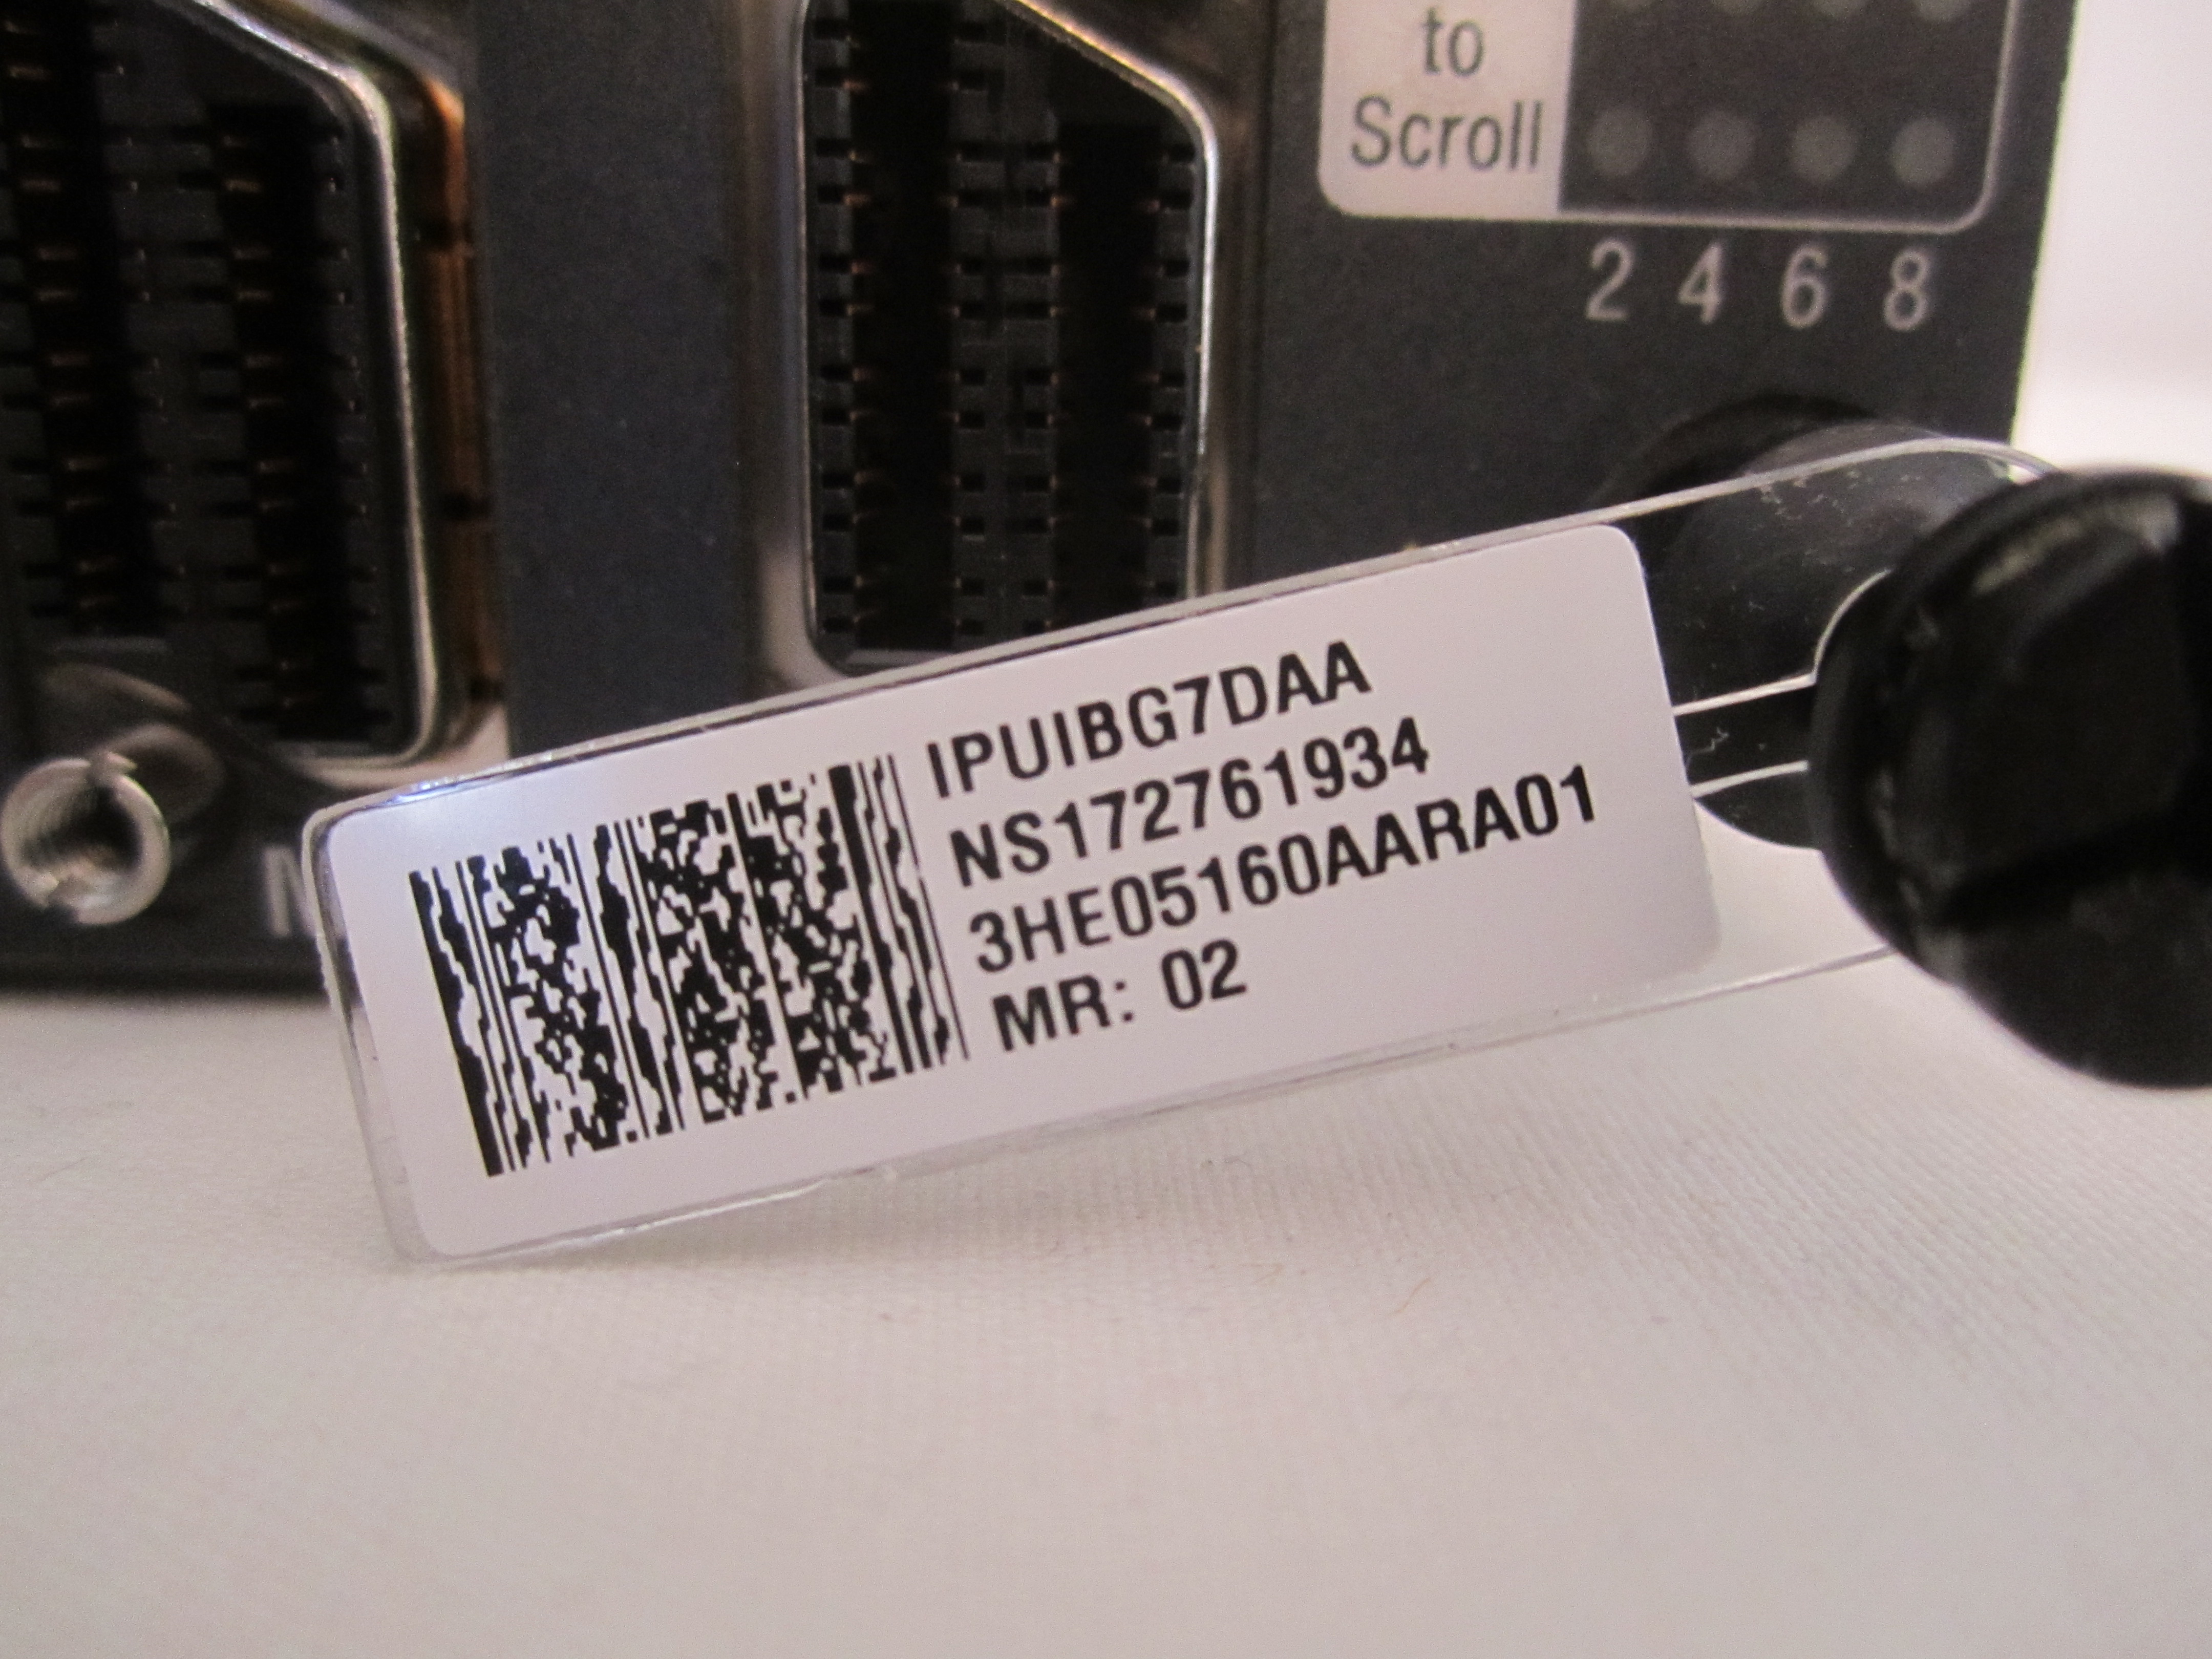 to
Scroll
2 4 6 8
IPUIBG7DAA
NS172761934
3HE05160AARA01
MR: 02